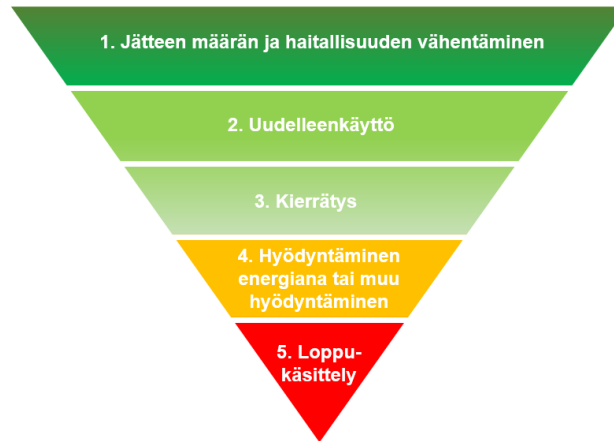 1. Jätteen määrän ja haitallisuuden vähentäminen
2. Uudelleenkäyttö
3. Kierrätys
4. Hyödyntäminen
energiana tai muu
hyödyntäminen
5. Loppu-
käsittely